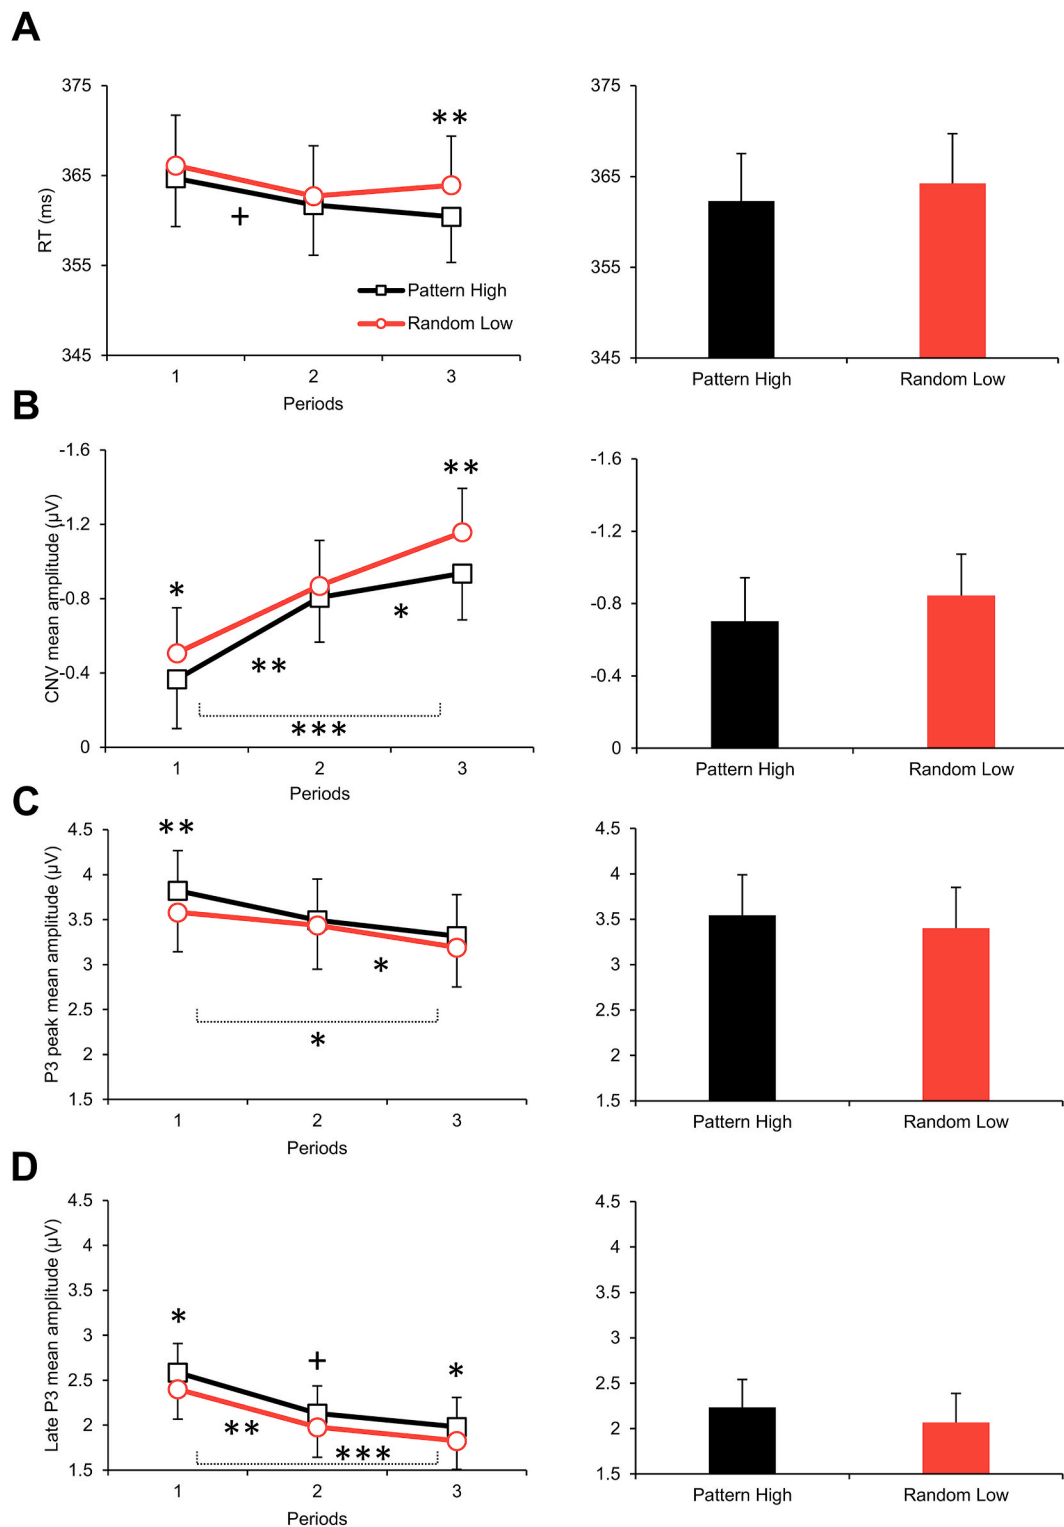 A
375
365
355
345
RT (ms)
**
+
Pattern High
Random Low
1 2 3
Periods
375
365
355
345
Pattern High Random Low
B
-1.6
-1.2
-0.8
-0.4
0
CNV mean amplitude (μV)
**
*
*
**
***
1 2 3
Periods
-1.6
-1.2
-0.8
-0.4
0
Pattern High Random Low
C
4.5
4
3.5
3
2.5
2
1.5
P3 peak mean amplitude (μV)
**
*
*
1 2 3
Periods
4.5
4
3.5
3
2.5
2
1.5
Pattern High Random Low
D
4.5
4
3.5
3
2.5
2
1.5
Late P3 mean amplitude (μV)
*
+
*
**
***
1 2 3
Periods
4.5
4
3.5
3
2.5
2
1.5
Pattern High Random Low